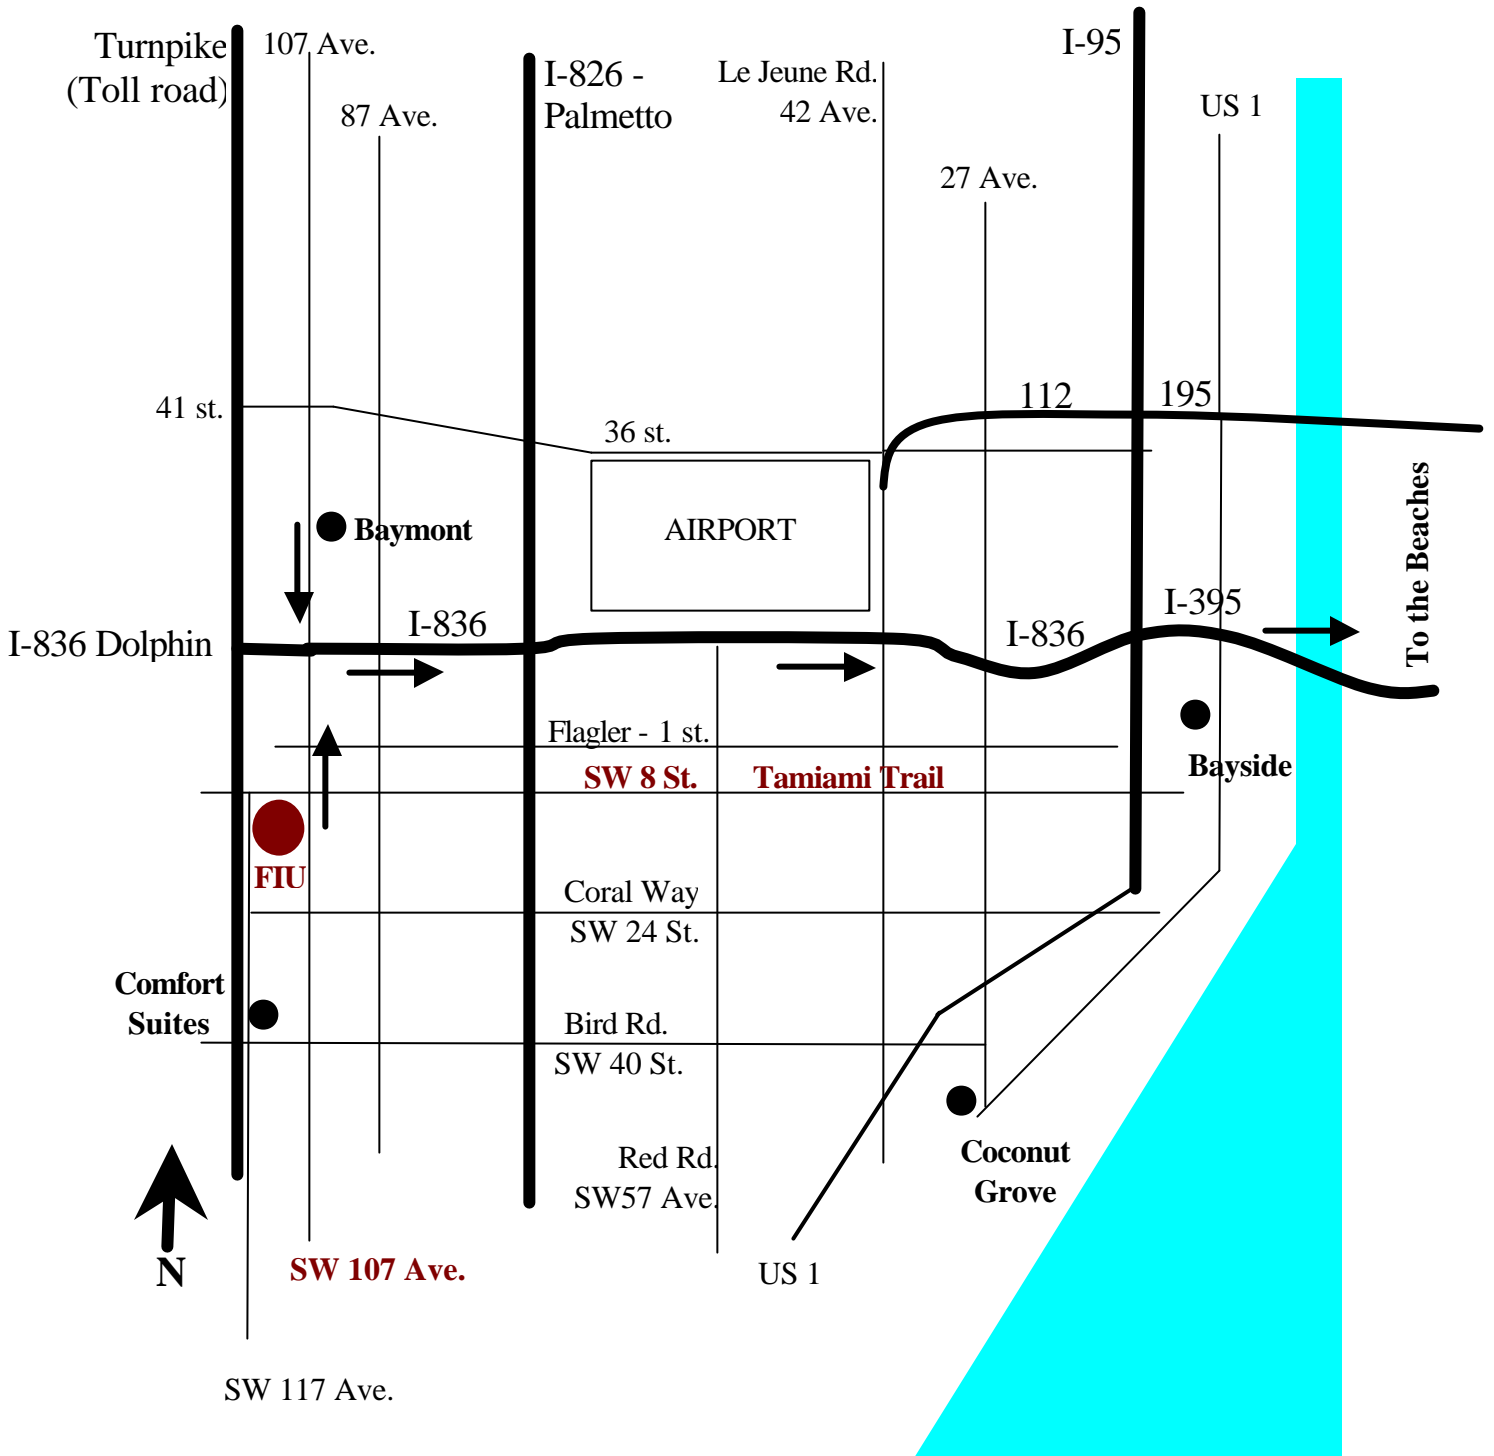 Turnpike
(Toll road)
107 Ave.
87 Ave.
I-826 -
Palmetto
Le Jeune Rd.
42 Ave.
27 Ave.
I-95
US 1
41 st.
36 st.
112
195
Baymont
AIRPORT
To the Beaches
I-836 Dolphin
I-836
I-836
I-395
Flagler - 1 st.
SW 8 St.
Tamiami Trail
Bayside
FIU
Coral Way
SW 24 St.
Comfort
Suites
Bird Rd.
SW 40 St.
Red Rd.
SW57 Ave.
Coconut
Grove
N
SW 107 Ave.
US 1
SW 117 Ave.